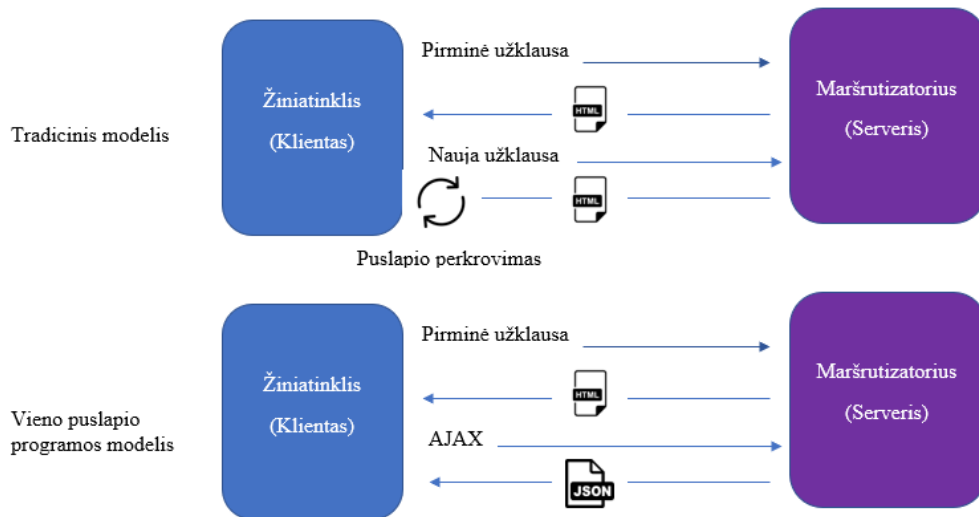 Pirminė užklausa
Žiniatinklis
(Klientas)
HTML
Maršrutizatorius
(Serveris)
Tradicinis modelis
Nauja užklausa
HTML
Puslapio perkrovimas
Pirminė užklausa
Žiniatinklis
(Klientas)
HTML
Maršrutizatorius
(Serveris)
Vieno puslapio
programos modelis
AJAX
JSON